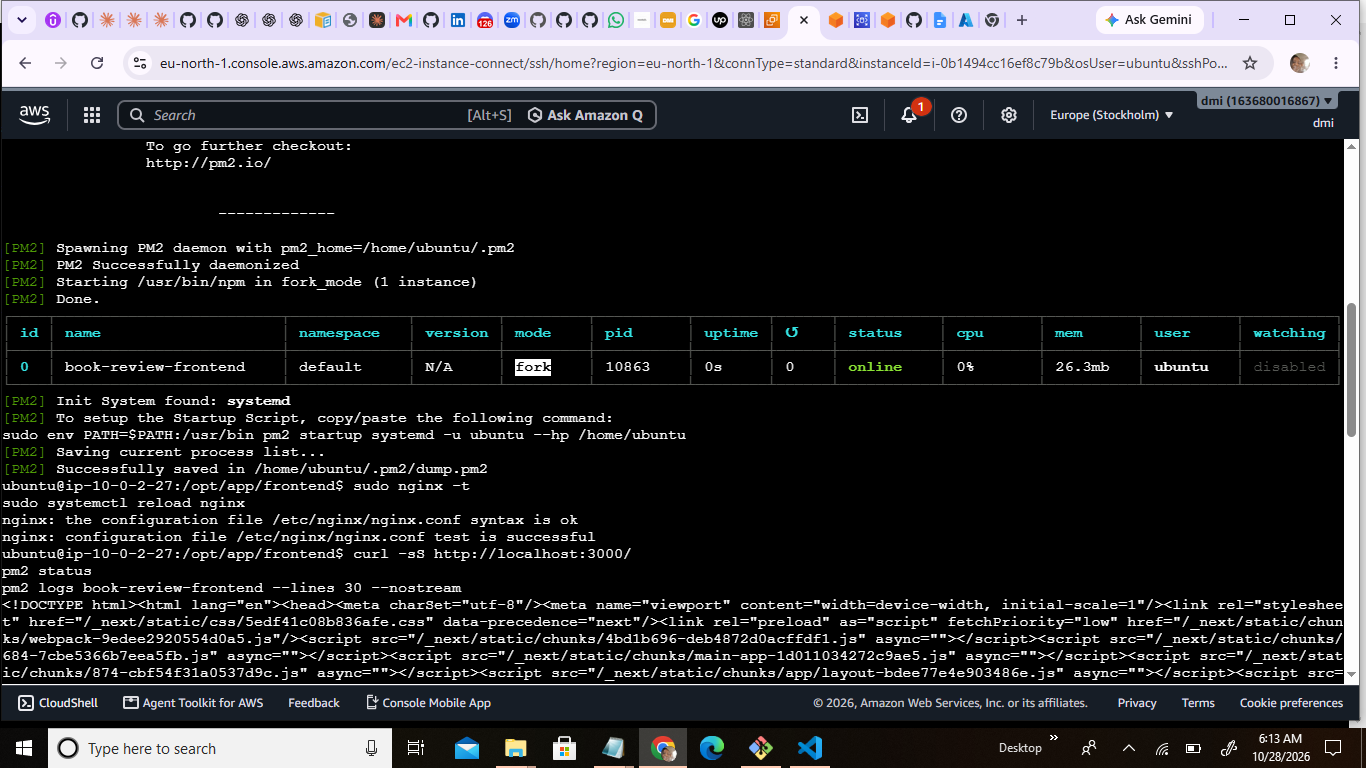 126
Ask Gemini
eu-north-1.console.aws.amazon.com/ec2-instance-connect/ssh/home?region=eu-north-1&connType=standard&instanceId=i-0b1494cc16ef8c79b&osUser=ubuntu&sshPo...
aws
Search
[Alt+S]
Ask Amazon Q
1
Europe (Stockholm)
dmi (163680016867)
dmi
To go further checkout:
http://pm2.io/
-------------
[PM2] Spawning PM2 daemon with pm2_home=/home/ubuntu/.pm2
[PM2] PM2 Successfully daemonized
[PM2] Starting /usr/bin/npm in fork_mode (1 instance)
[PM2] Done.
id name namespace version mode pid uptime ↺ status cpu mem user watching
0 book-review-frontend default N/A fork 10863 0s 0 online 0% 26.3mb ubuntu disabled
[PM2] Init System found: systemd
[PM2] To setup the Startup Script, copy/paste the following command:
sudo env PATH=$PATH:/usr/bin pm2 startup systemd -u ubuntu --hp /home/ubuntu
[PM2] Saving current process list...
[PM2] Successfully saved in /home/ubuntu/.pm2/dump.pm2
ubuntu@ip-10-0-2-27:/opt/app/frontend$ sudo nginx -t
sudo systemctl reload nginx
nginx: the configuration file /etc/nginx/nginx.conf syntax is ok
nginx: configuration file /etc/nginx/nginx.conf test is successful
ubuntu@ip-10-0-2-27:/opt/app/frontend$ curl -sS http://localhost:3000/
pm2 status
pm2 logs book-review-frontend --lines 30 --nostream
<!DOCTYPE html><html lang="en"><head><meta charSet="utf-8"/><meta name="viewport" content="width=device-width, initial-scale=1"/><link rel="styleshee
t" href="/_next/static/css/5edf41c08b836afe.css" data-precedence="next"/><link rel="preload" as="script" fetchPriority="low" href="/_next/static/chun
ks/webpack-9edee2920554d0a5.js"/><script src="/_next/static/chunks/4bd1b696-deb4872d0acffdf1.js" async=""></script><script src="/_next/static/chunks/
684-7cbe5366b7eea5fb.js" async=""></script><script src="/_next/static/chunks/main-app-1d011034272c9ae5.js" async=""></script><script src="/_next/stat
ic/chunks/874-cbf54f31a0537d9c.js" async=""></script><script src="/_next/static/chunks/app/layout-bdee77e4e903486e.js" async=""></script><script src=
CloudShell
Agent Toolkit for AWS
Feedback
Console Mobile App
© 2026, Amazon Web Services, Inc. or its affiliates.
Privacy
Terms
Cookie preferences
Type here to search
Desktop
6:13 AM
10/28/2026